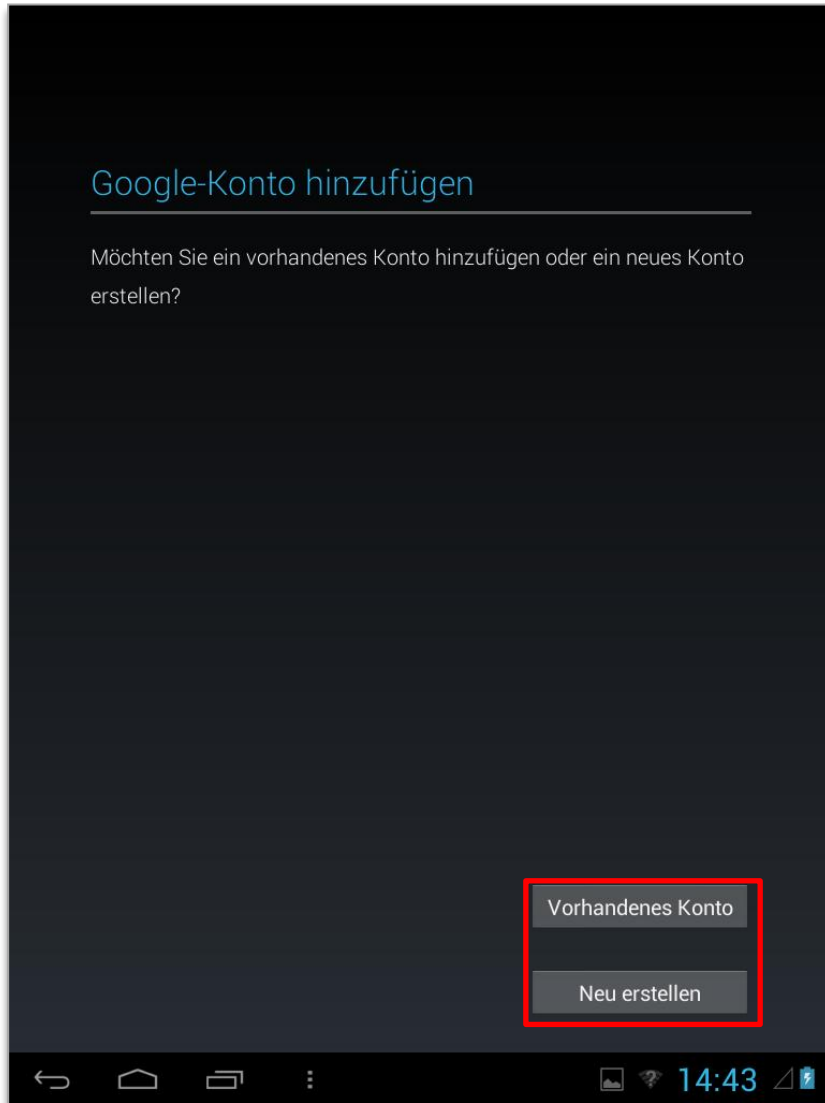 Google-Konto hinzufügen
Möchten Sie ein vorhandenes Konto hinzufügen oder ein neues Konto
erstellen?
Vorhandenes Konto
Neu erstellen
14:43